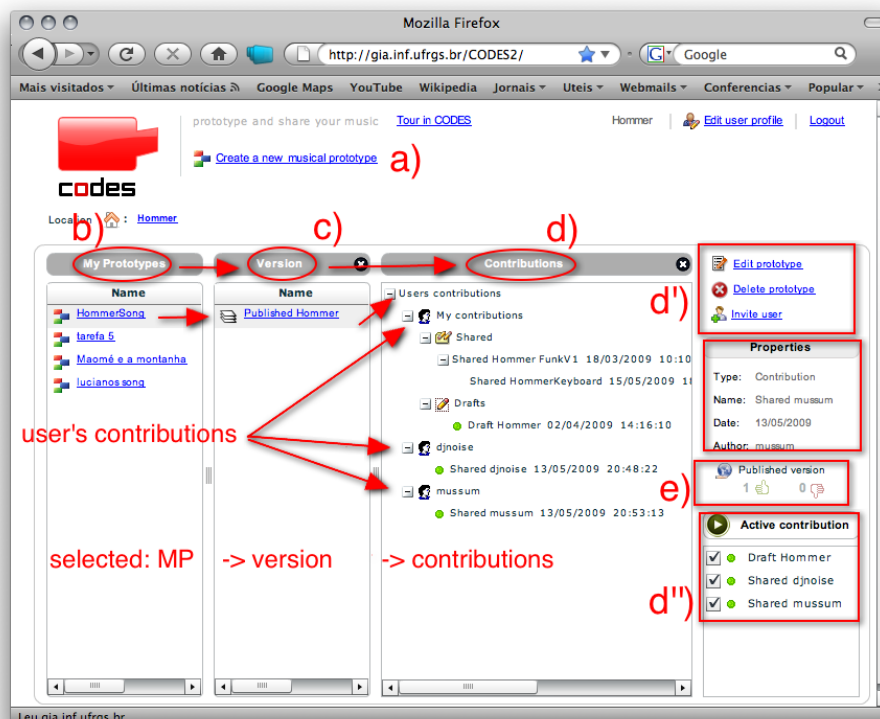 Mozilla Firefox
http://gia.inf.ufrgs.br/CODES2/
G Google
Mais visitados Últimas notícias Google Maps YouTube Wikipedia Jornais Uteis Webmails Conferencias Popular
prototype and share your music Tour in CODES Hommer Edit user profile Logout
Create a new musical prototype a)
codes
Location : Hommer
b) c) d)
My Prototypes Version Contributions
Name
HommerSong
tarefa 5
Maomé e a montanha
lucianos song
Name
Published Hommer
Users contributions
My contributions
Shared
Shared Hommer FunkV1 18/03/2009 10:10
Shared HommerKeyboard 15/05/2009
Drafts
Draft Hommer 02/04/2009 14:16:10
djnoise
Shared djnoise 13/05/2009 20:48:22
mussum
Shared mussum 13/05/2009 20:53:13
user's contributions
selected: MP -> version -> contributions
d')
Edit prototype
Delete prototype
Invite user
Properties
Type: Contribution
Name: Shared mussum
Date: 13/05/2009
Author: mussum
e)
Published version
1 0
Active contribution
d'')
Draft Hommer
Shared djnoise
Shared mussum
Leu gia.inf.ufrgs.br